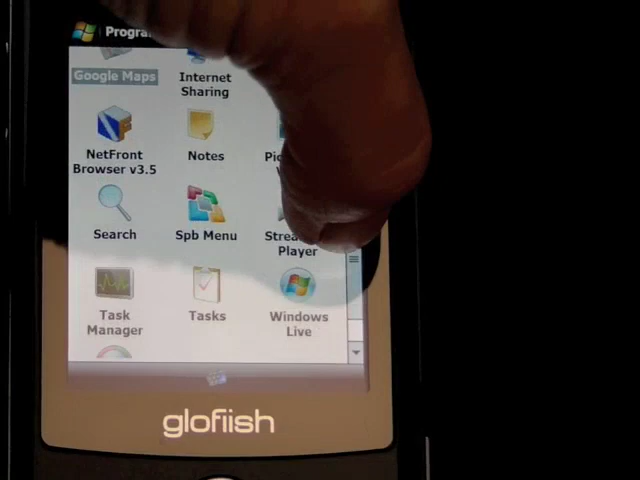 Google Maps
Internet
Sharing
NetFront
Browser v3.5
Notes
Search
Spb Menu
Player
Task
Manager
Tasks
Windows
Live
glofiish